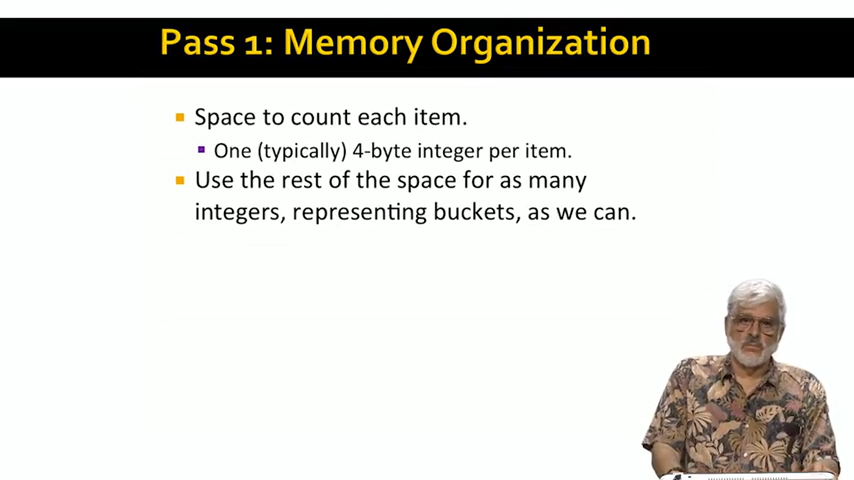 Pass 1: Memory Organization
Space to count each item.
One (typically) 4-byte integer per item.
Use the rest of the space for as many
integers, representing buckets, as we can.